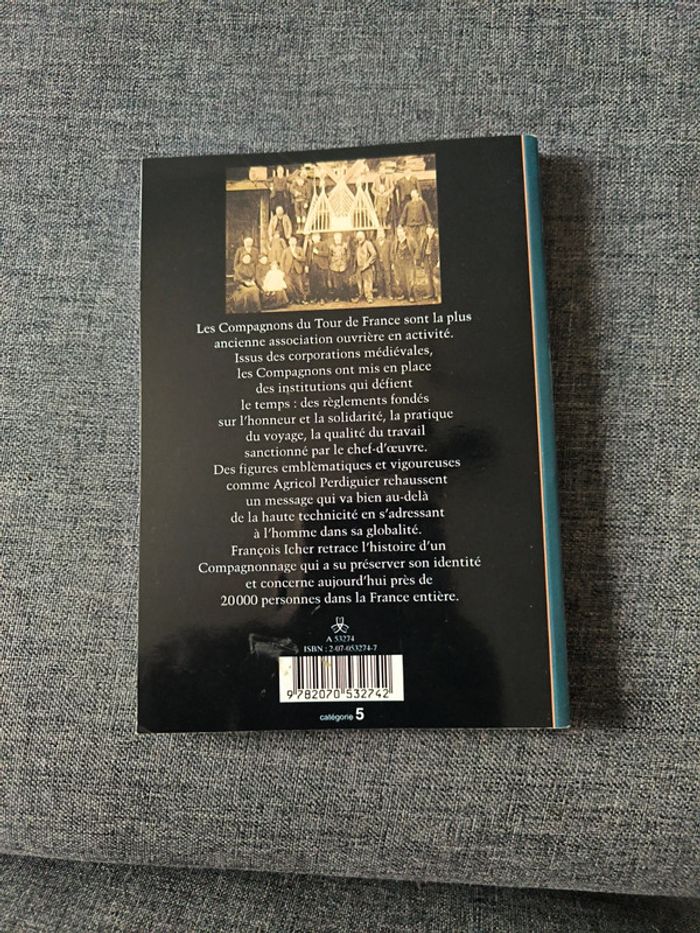 Les Compagnons du Tour de France sont la plus
ancienne association ouvrière en activité.
Issus des corporations médiévales,
les Compagnons ont mis en place
des institutions qui défient
le temps : des règlements fondés
sur l'honneur et la solidarité, la pratique
du voyage, la qualité du travail
sanctionné par le chef-d'œuvre.
Des figures emblèmatiques et vigoureuses
comme Agricol Perdiguier rehaussent
un message qui va bien au-delà
de la haute technicité en s'adressant
à l'homme dans sa globalité.
François Icher retrace l'histoire d'un
Compagnonnage qui a su préserver son identité
et concerne aujourd'hui près de
20 000 personnes dans la France entière.
A 53274
ISBN : 2-07-053274-7
9 782070 532742
catégorie 5